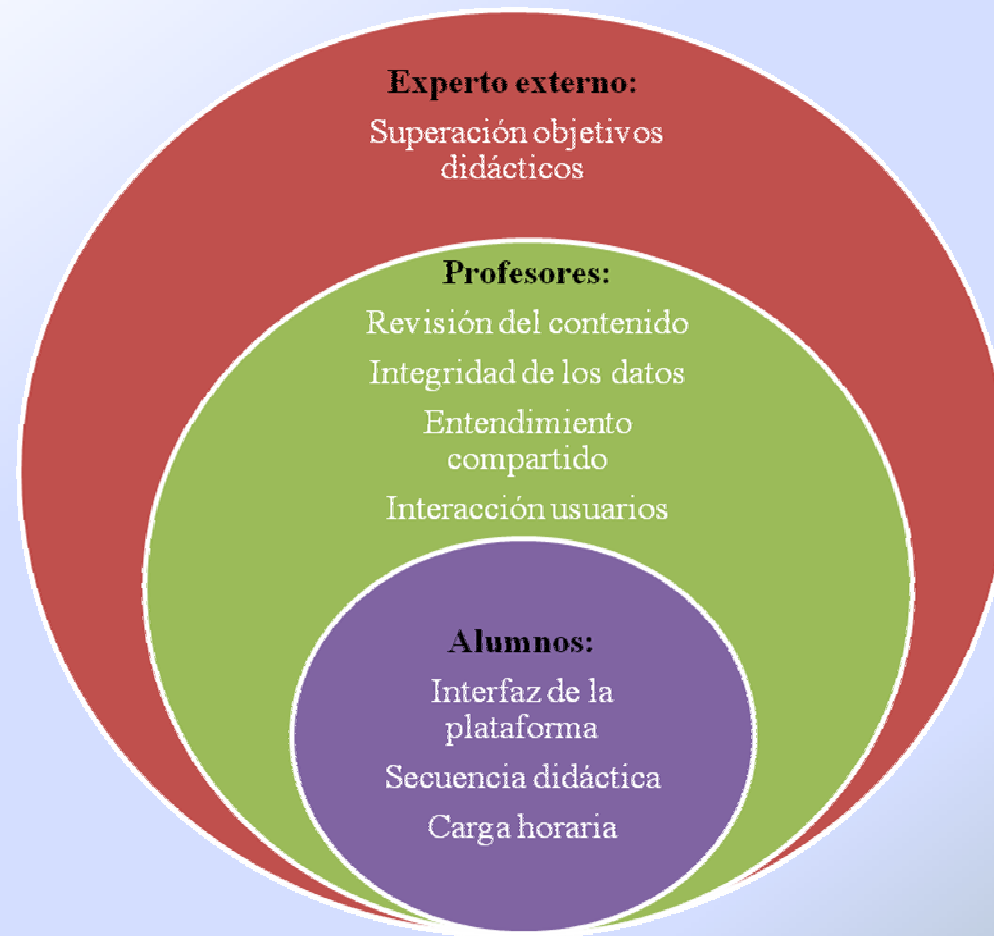 Experto externo:
Superación objetivos
didácticos
Profesores:
Revisión del contenido
Integridad de los datos
Entendimiento
compartido
Interacción usuarios
Alumnos:
Interfaz de la
plataforma
Secuencia didáctica
Carga horaria